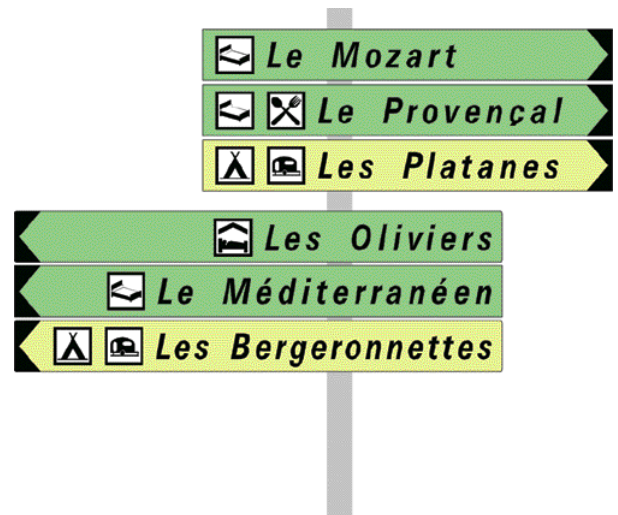 Le Mozart
Le Provençal
Les Platanes
Les Oliviers
Le Méditerranéen
Les Bergeronnettes